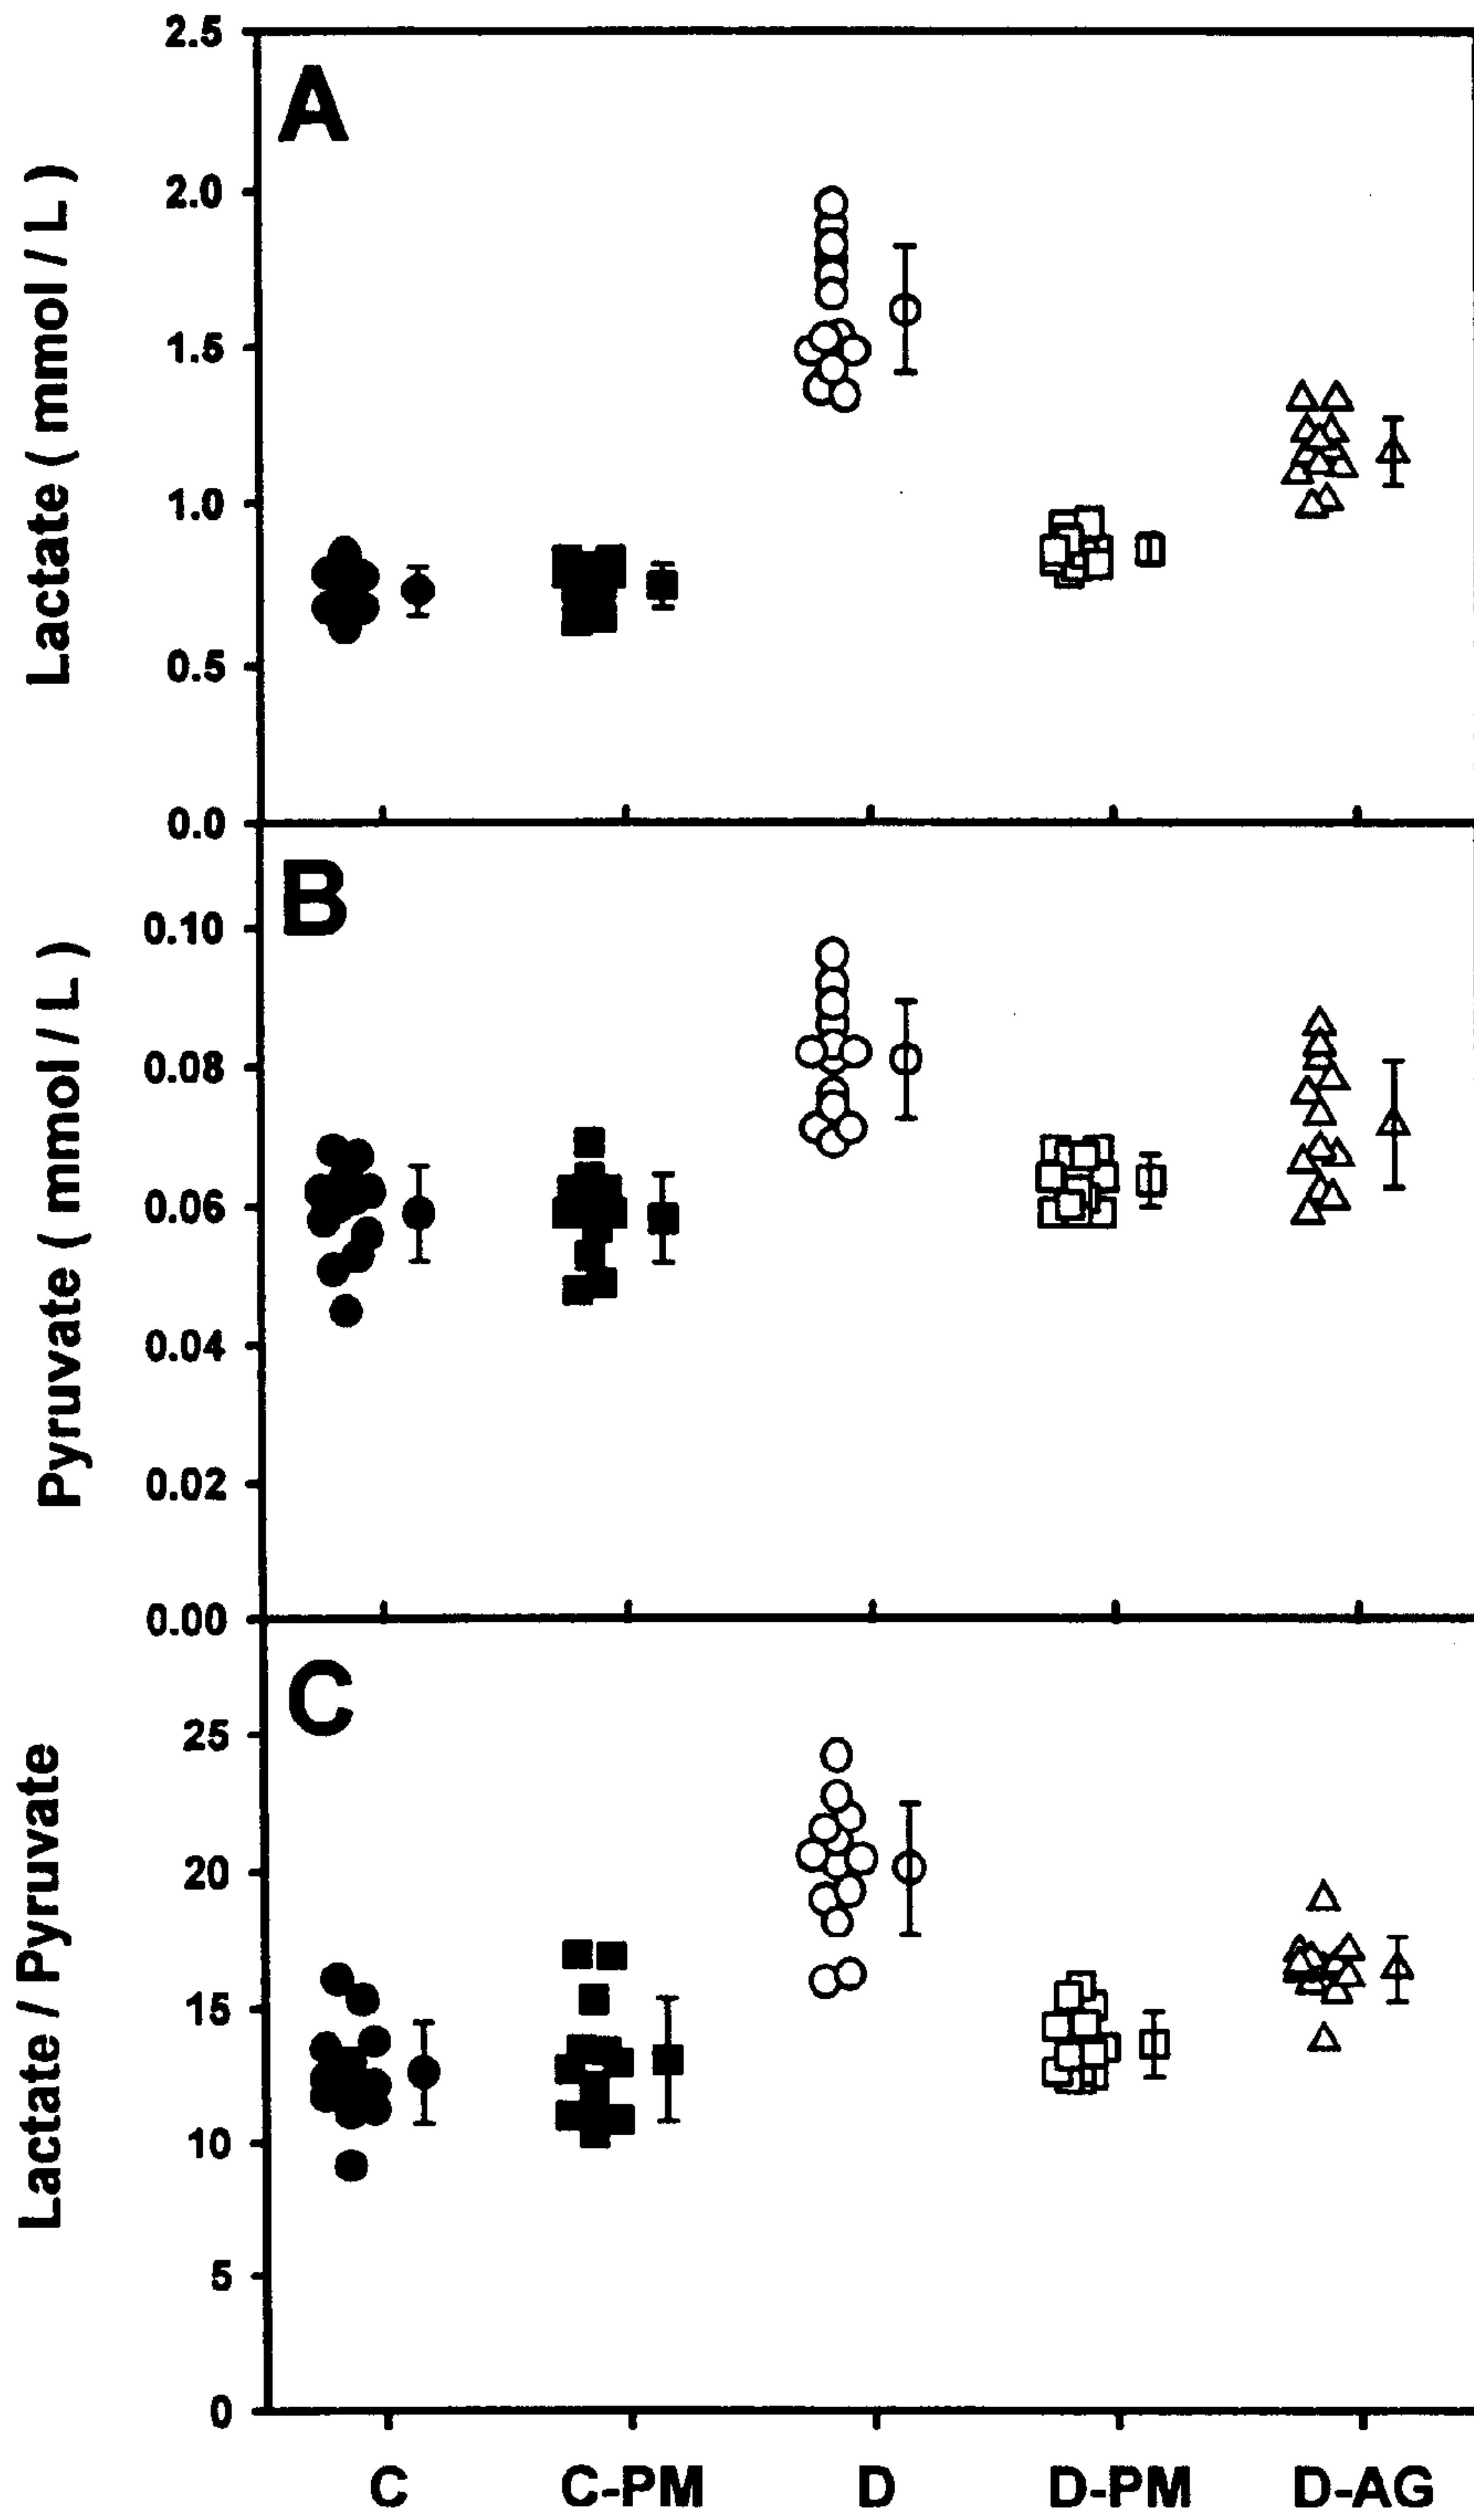 A
Lactate ( mmol / L )
2.5
2.0
1.5
1.0
0.5
0.0
B
Pyruvate ( mmol / L )
0.10
0.08
0.06
0.04
0.02
0.00
C
Lactate / Pyruvate
25
20
15
10
5
0
C C-PM D D-PM D-AG